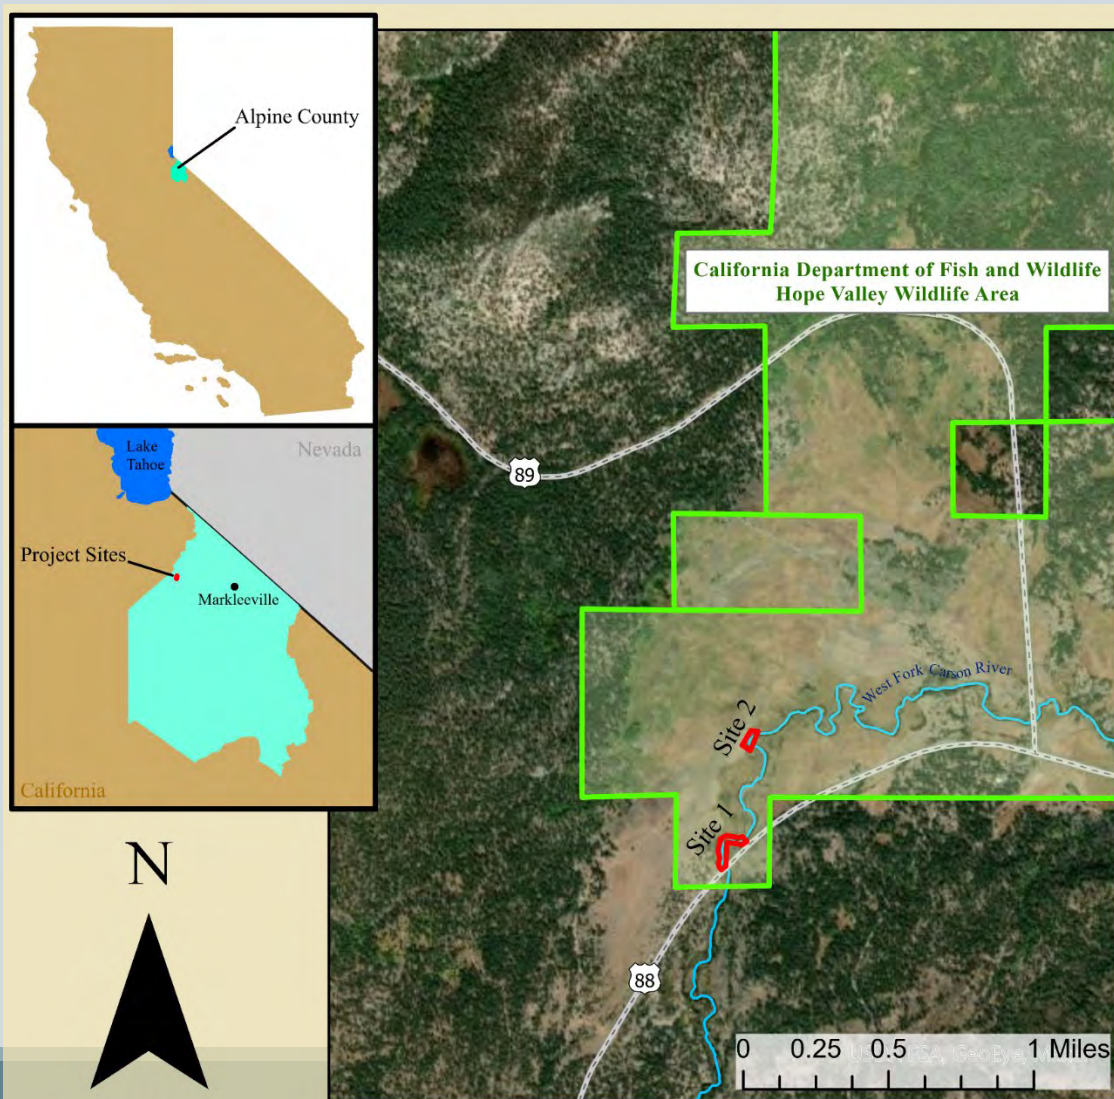 Alpine County
Lake
Tahoe
Nevada
Project Sites
Markleeville
California
N
California Department of Fish and Wildlife
Hope Valley Wildlife Area
89
West Fork Carson River
Site 2
Site 1
88
0 0.25 0.5 1 Miles